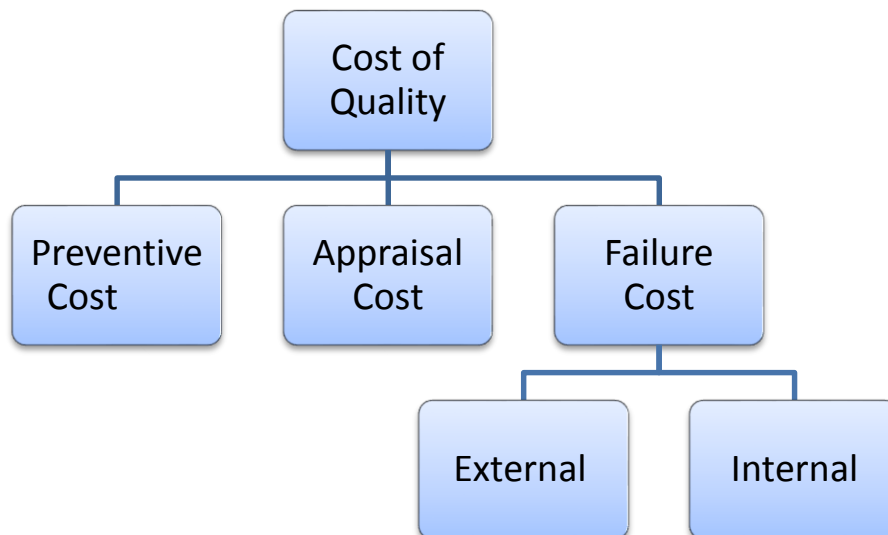 Cost of
Quality
Preventive
Cost
Appraisal
Cost
Failure
Cost
External
Internal